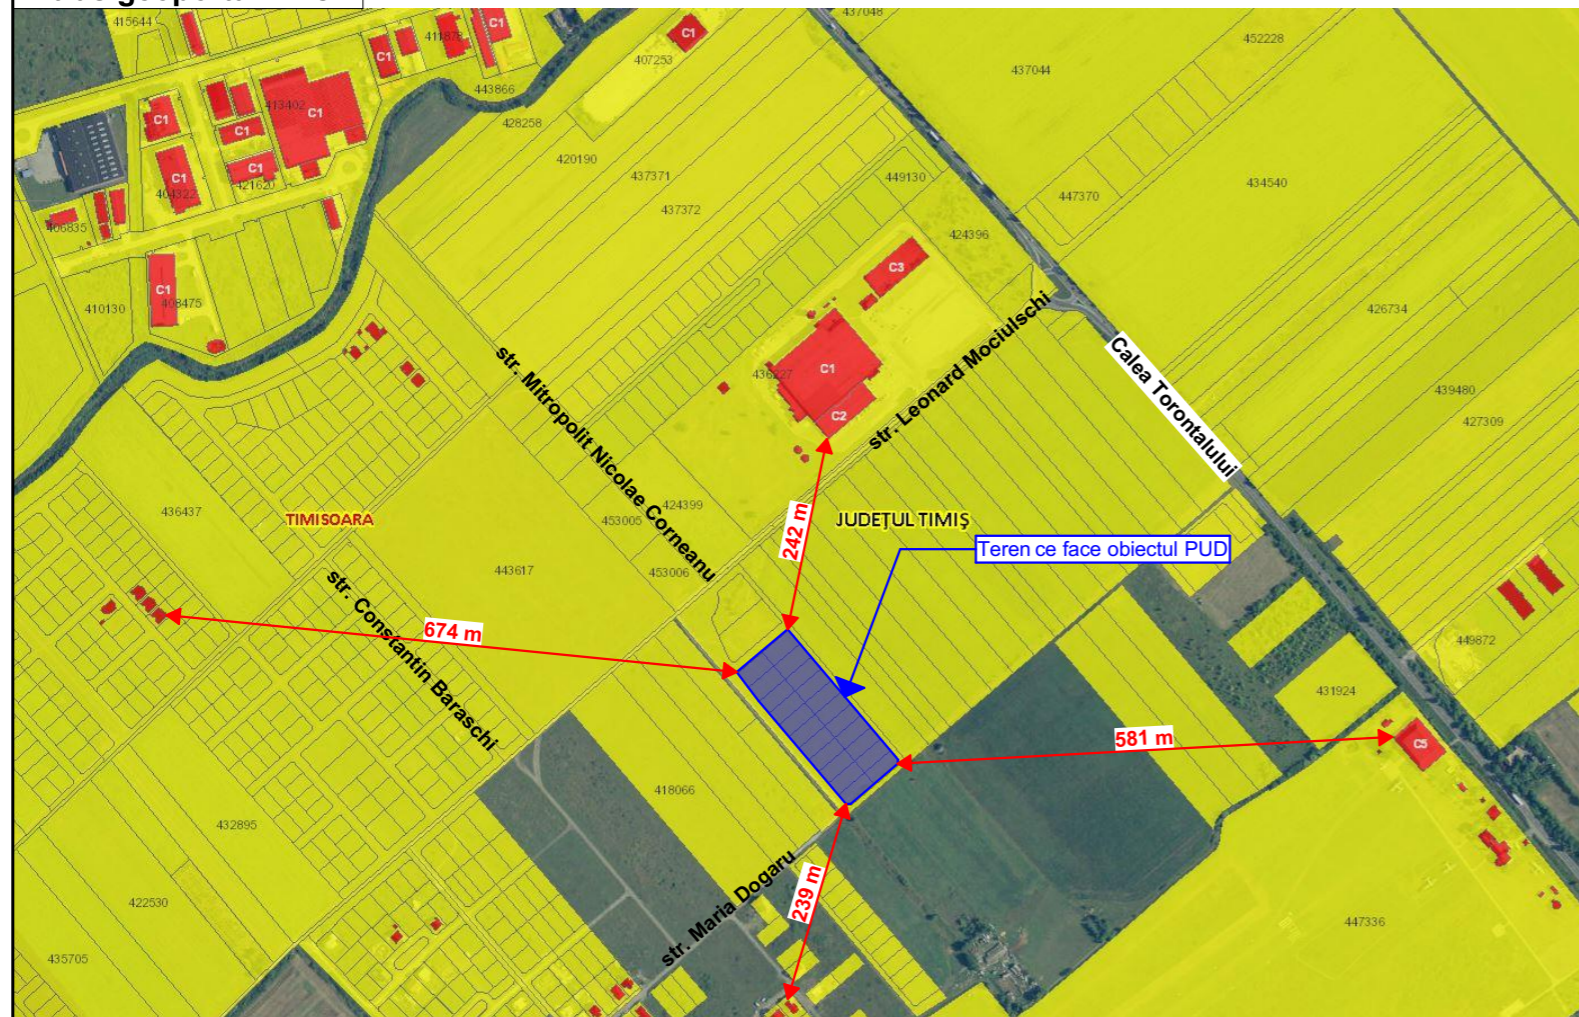 415644
411878
C1
C1
437048
452228
407253
437044
443866
413402
C1
C1
C1
428258
420190
C1
C1
404322
421620
437371
437372
449130
447370
434540
406835
424396
C3
C1
410130
408475
str. Leonard Mociulschi
426734
Calea Torontalului
str. Mitropolit Nicolae Corneanu
C1
436227
C2
439480
427309
436437
TIMISOARA
424399
453005
242 m
JUDEȚUL TIMIȘ
Teren ce face obiectul PUD
443617
453006
str. Constantin Baraschi
674 m
449872
431924
C5
581 m
418066
432895
str. Maria Dogaru
239 m
422530
447336
435705